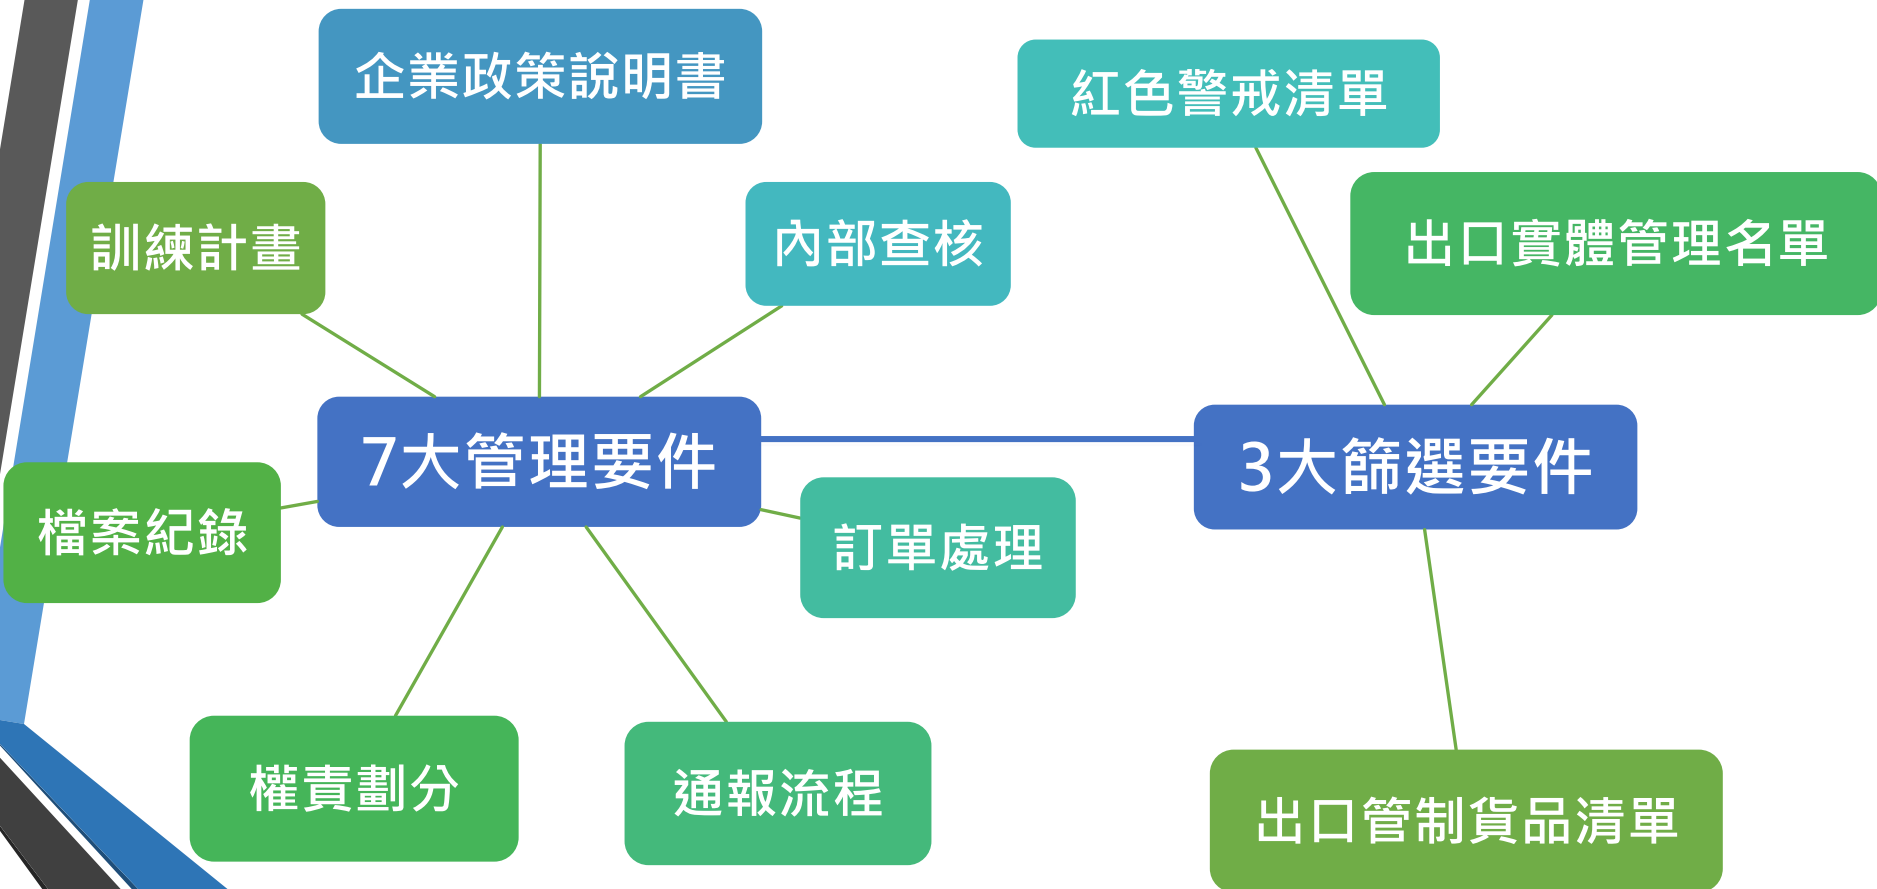 企業政策說明書
紅色警戒清單
訓練計畫
內部查核
出口實體管理名單
7大管理要件
3大篩選要件
檔案紀錄
訂單處理
權責劃分
通報流程
出口管制貨品清單